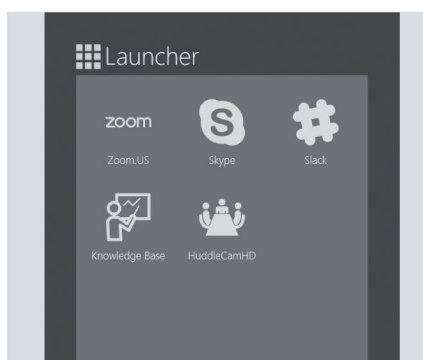 Launcher
zoom
Zoom.US
Skype
Slack
Knowledge Base
HuddleCamHD